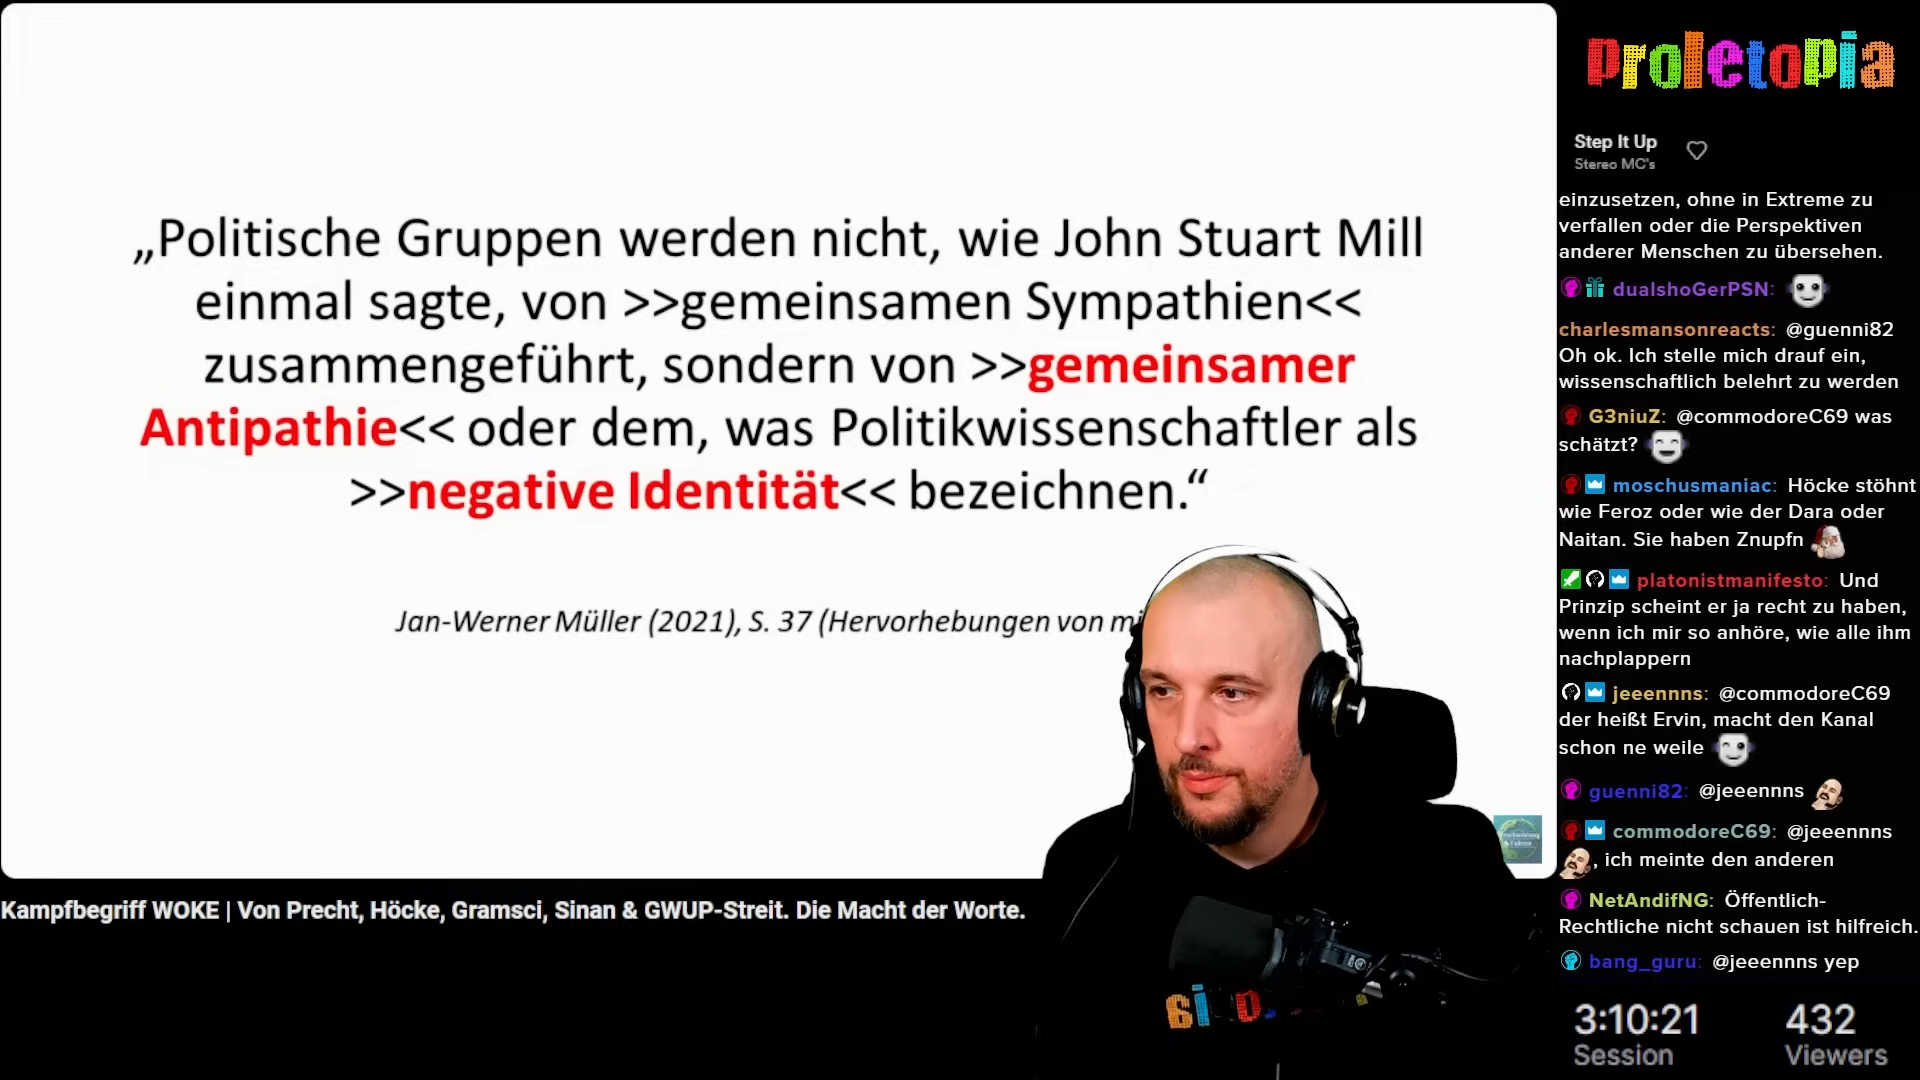 „Politische Gruppen werden nicht, wie John Stuart Mill
einmal sagte, von >>gemeinsamen Sympathien<<
zusammengeführt, sondern von >>gemeinsamer
Antipathie<< oder dem, was Politikwissenschaftler als
>>negative Identität<< bezeichnen.“
Jan-Werner Müller (2021), S. 37 (Hervorhebungen von
Kampfbegriff WOKE | Von Precht, Höcke, Gramsci, Sinan & GWUP-Streit. Die Macht der Worte.
Proletopia
Step It Up
Stereo MC's
einzusetzen, ohne in Extreme zu
verfallen oder die Perspektiven
anderer Menschen zu übersehen.
dualshoGerPSN:
charlesmansonreacts: @guenni82
Oh ok. Ich stelle mich drauf ein,
wissenschaftlich belehrt zu werden
G3niuZ: @commodoreC69 was
schätzt?
moschusmaniac: Höcke stöhnt
wie Feroz oder wie der Dara oder
Naitan. Sie haben Znupfn
platonistmanifesto: Und
Prinzip scheint er ja recht zu haben,
wenn ich mir so anhöre, wie alle ihm
nachplappern
jeeennns: @commodoreC69
der heißt Ervin, macht den Kanal
schon ne weile
guenni82: @jeeennns
commodoreC69: @jeeennns
, ich meinte den anderen
NetAndifNG: Öffentlich-
Rechtliche nicht schauen ist hilfreich.
bang_guru: @jeeennns yep
3:10:21
Session
432
Viewers